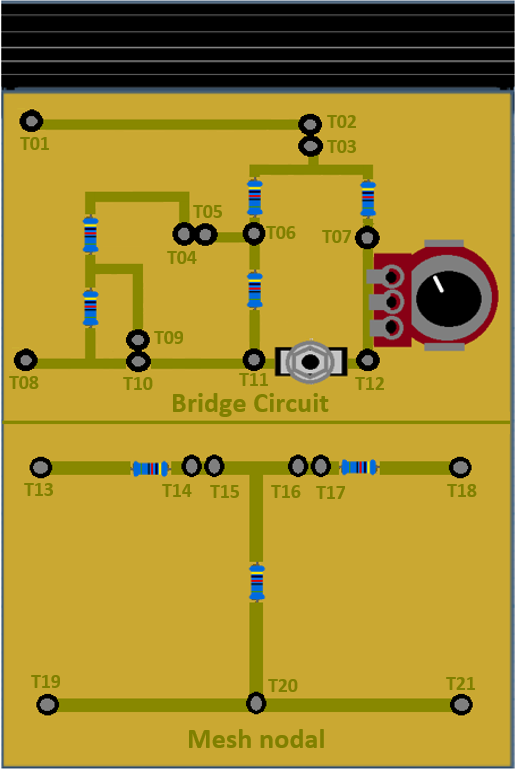 T01
T02
T03
T05
T04
T06
T07
T09
T08
T10
T11
T12
Bridge Circuit
T13
T14
T15
T16
T17
T18
T19
T20
T21
Mesh nodal